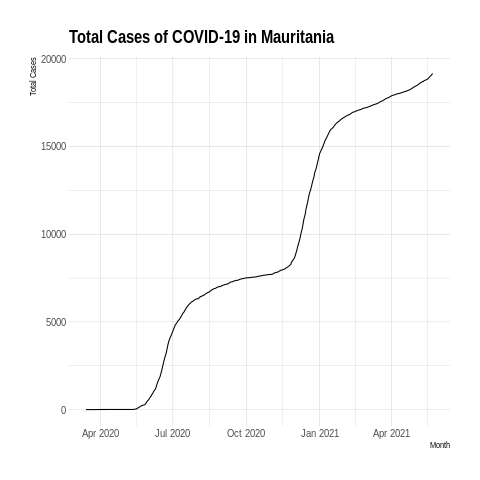 Total Cases of COVID-19 in Mauritania
Total Cases
20000
15000
10000
5000
0
Apr 2020 Jul 2020 Oct 2020 Jan 2021 Apr 2021
Month